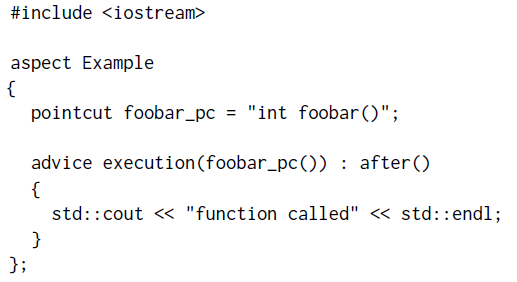 #include <iostream>

aspect Example
{
  pointcut foobar_pc = "int foobar()";

  advice execution(foobar_pc()) : after()
  {
    std::cout << "function called" << std::endl;
  }
};